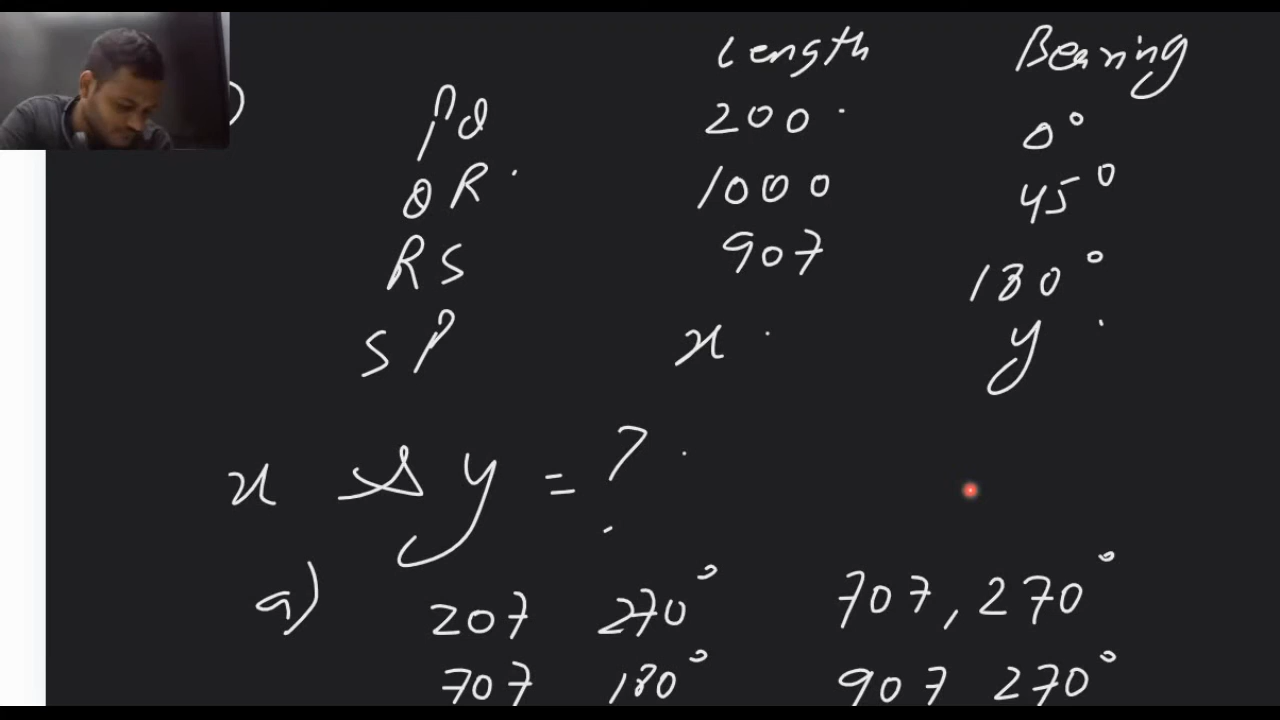 Length Bearing
PQ 200 0°
QR 1000 45°
RS 907 180°
SP x y
x & y = ?
a) 207 270° 707, 270°
707 180° 907 270°